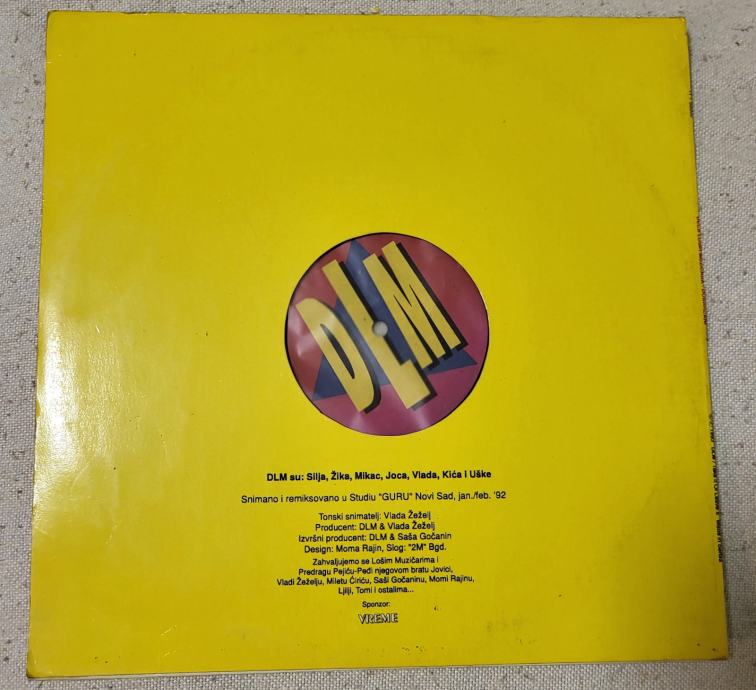 DLM
DLM su: Silja, Žika, Mikac, Joca, Vlada, Kića i Uške
Snimano i remiksovano u Studiu "GURU" Novi Sad, jan./feb. '92
Tonski snimatelj: Vlada Žeželj
Producent: DLM & Vlada Žeželj
Izvršni producent: DLM & Saša Gočanin
Design: Moma Rajin, Slog: "2M" Bgd.
Zahvaljujemo se Lošim Muzičarima i
Predragu Pejiću-Peđi njegovom bratu Jovici,
Vladi Žeželju, Miletu Ćiriću, Saši Gočaninu, Momi Rajinu,
Ljilji, Tomi i ostalima...
Sponzor:
VREME